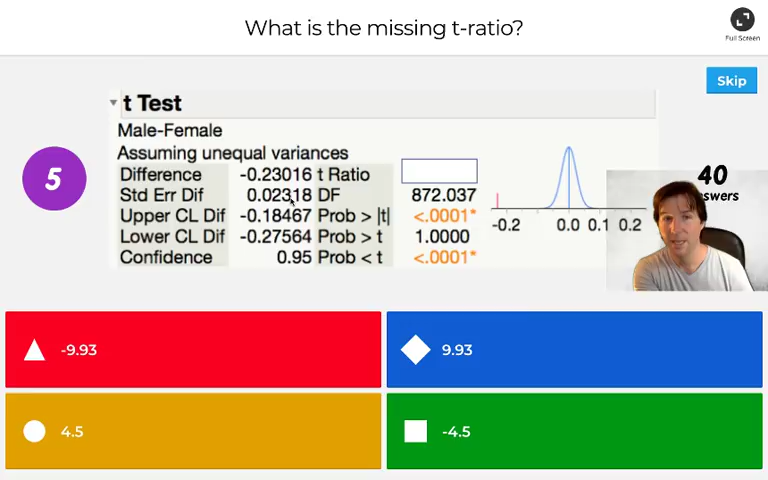 What is the missing t-ratio?
Full Screen
Skip
t Test
Male-Female
Assuming unequal variances
Difference -0.23016 t Ratio
Std Err Dif 0.02318 DF 872.037
Upper CL Dif -0.18467 Prob > |t| <.0001*
Lower CL Dif -0.27564 Prob > t 1.0000
Confidence 0.95 Prob < t <.0001*
-0.2 0.0 0.1 0.2
5
40
-9.93
9.93
4.5
-4.5